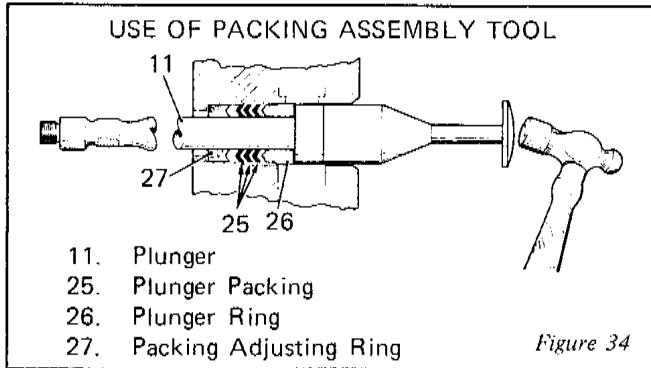 USE OF PACKING ASSEMBLY TOOL
11
27
25
26
11. Plunger
25. Plunger Packing
26. Plunger Ring
27. Packing Adjusting Ring
Figure 34